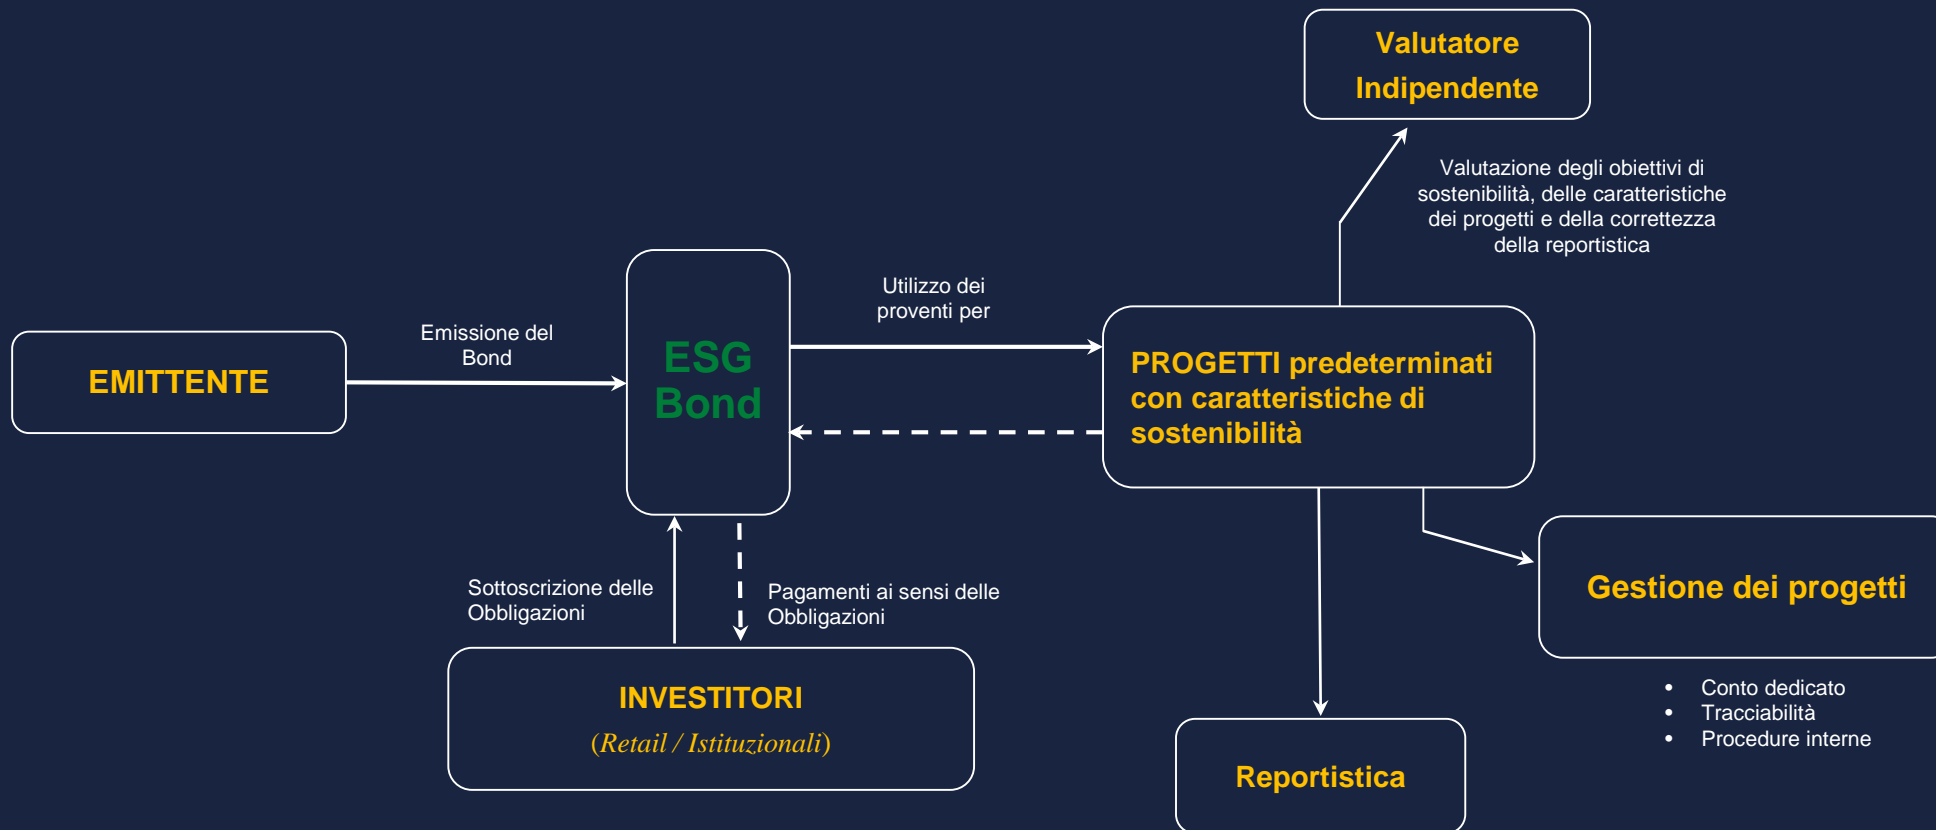 Valutatore
Indipendente
Valutazione degli obiettivi di
sostenibilità, delle caratteristiche
dei progetti e della correttezza
della reportistica
Utilizzo dei
proventi per
Emissione del
Bond
EMITTENTE
ESG
Bond
PROGETTI predeterminati
con caratteristiche di
sostenibilità
Sottoscrizione delle
Obbligazioni
Pagamenti ai sensi delle
Obbligazioni
Gestione dei progetti
• Conto dedicato
• Tracciabilità
• Procedure interne
INVESTITORI
(Retail / Istituzionali)
Reportistica